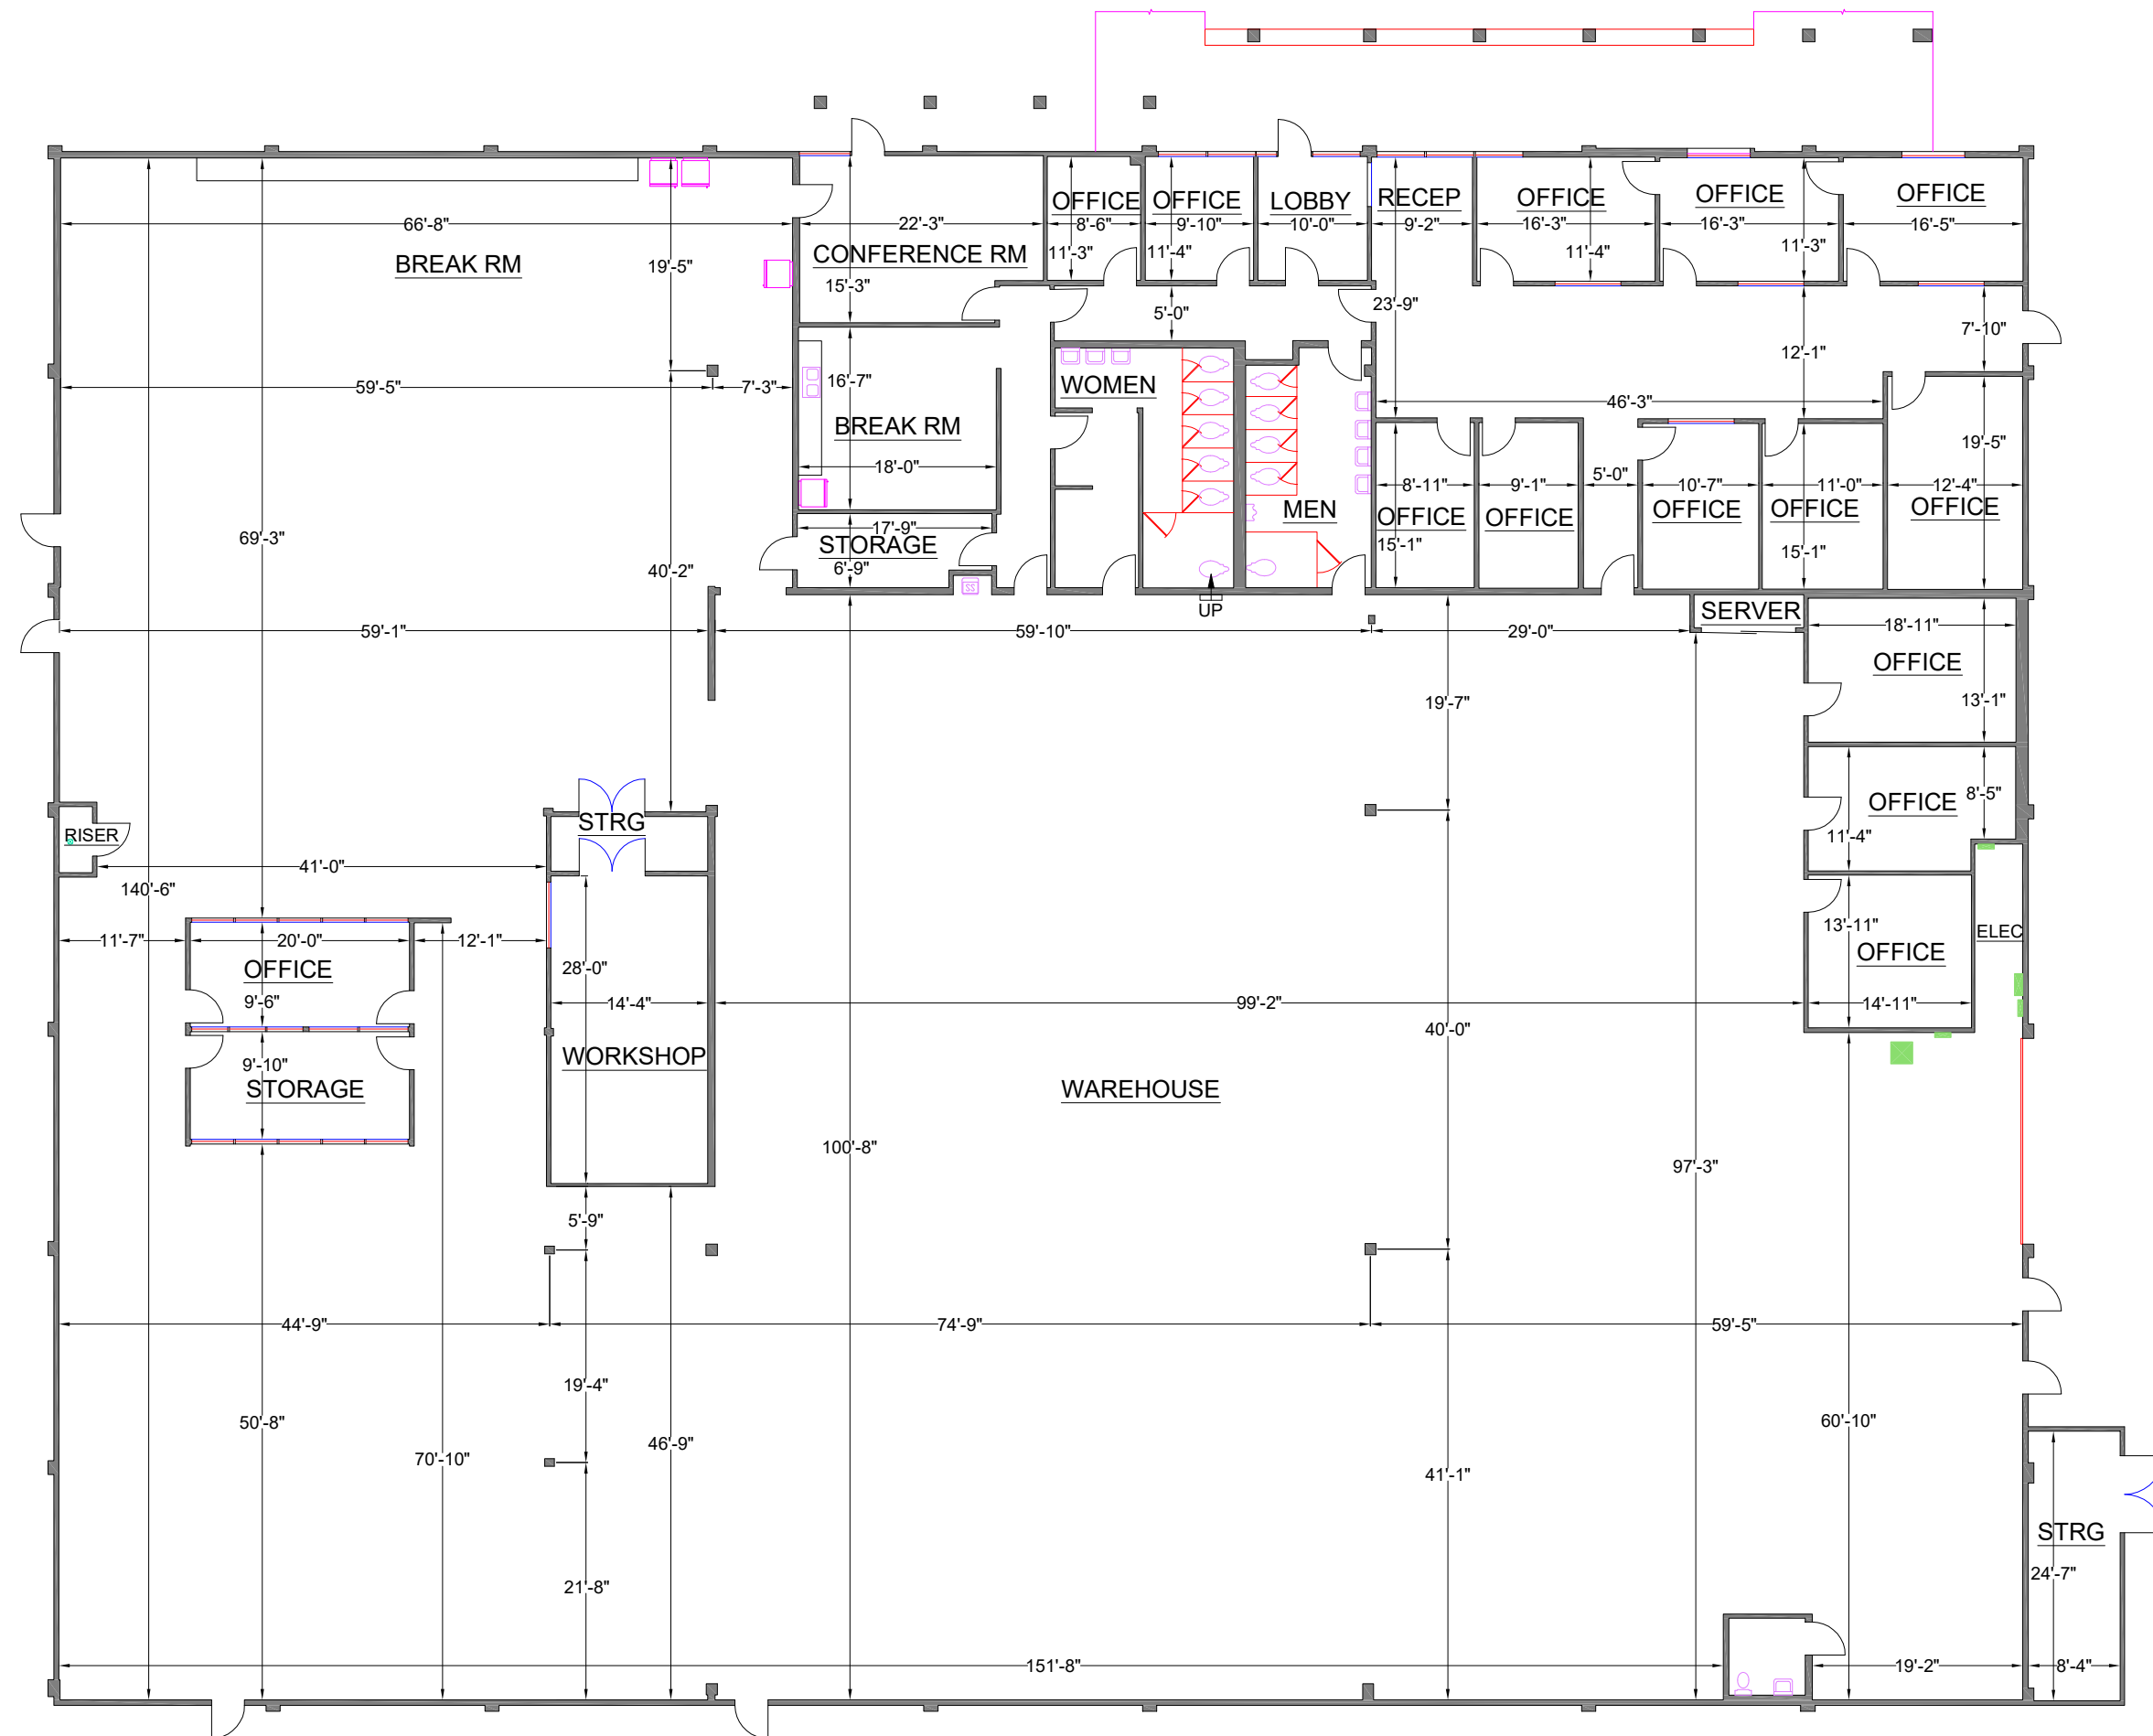 OFFICE
OFFICE
LOBBY
RECEP
OFFICE
OFFICE
OFFICE
66'-8"
22'-3"
8'-6"
9'-10"
10'-0"
9'-2"
16'-3"
16'-3"
16'-5"
BREAK RM
19'-5"
CONFERENCE RM
11'-3"
11'-4"
11'-4"
11'-3"
15'-3"
23'-9"
5'-0"
7'-10"
12'-1"
59'-5"
7'-3"
16'-7"
WOMEN
46'-3"
BREAK RM
19'-5"
18'-0"
5'-0"
8'-11"
9'-1"
10'-7"
11'-0"
12'-4"
MEN
OFFICE
OFFICE
OFFICE
OFFICE
OFFICE
17'-9"
69'-3"
STORAGE
15'-1"
15'-1"
40'-2"
6'-9"
SS
UP
SERVER
59'-1"
59'-10"
29'-0"
18'-11"
OFFICE
19'-7"
13'-1"
8'-5"
OFFICE
STRG
RISER
11'-4"
41'-0"
140'-6"
13'-11"
ELEC
11'-7"
20'-0"
12'-1"
OFFICE
28'-0"
OFFICE
9'-6"
14'-4"
99'-2"
14'-11"
40'-0"
9'-10"
WORKSHOP
STORAGE
WAREHOUSE
100'-8"
97'-3"
5'-9"
44'-9"
74'-9"
59'-5"
19'-4"
50'-8"
70'-10"
46'-9"
41'-1"
60'-10"
STRG
24'-7"
21'-8"
151'-8"
19'-2"
8'-4"